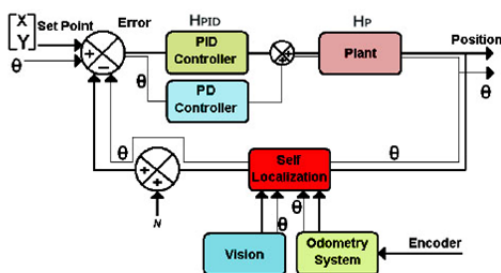 X
Y
Set Point
θ
Error
HPID
HP
+
+
−
PID
Controller
PD
Controller
θ
Plant
Position
θ
θ
θ
+
+
N
Self
Localization
θ
θ
Vision
Odometry
System
Encoder